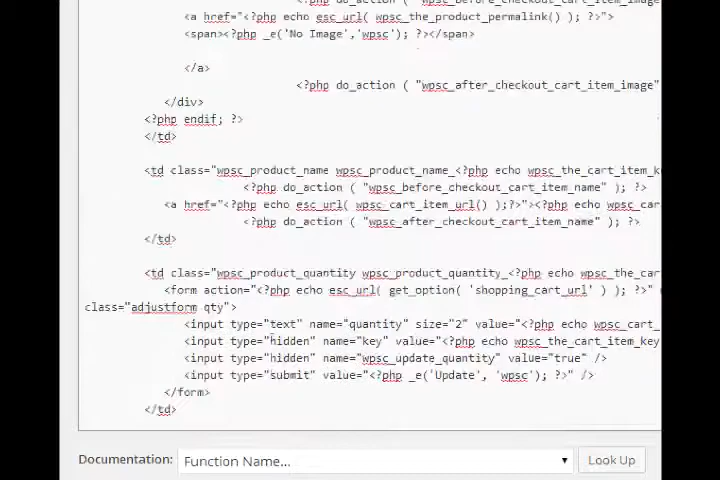 <?php do_action ( "wpsc_before_checkout_cart_item_image"
<a href="<?php echo esc_url( wpsc_the_product_permalink() ); ?>">
<span><?php _e('No Image','wpsc'); ?></span>
</a>
<?php do_action ( "wpsc_after_checkout_cart_item_image"
</div>
<?php endif; ?>
</td>
<td class="wpsc_product_name wpsc_product_name_<?php echo wpsc_the_cart_item_k
<?php do_action ( "wpsc_before_checkout_cart_item_name" ); ?>
<a href="<?php echo esc_url( wpsc_cart_item_url() );?>"><?php echo wpsc_car
<?php do_action ( "wpsc_after_checkout_cart_item_name" ); ?>
</td>
<td class="wpsc_product_quantity wpsc_product_quantity_<?php echo wpsc_the_car
<form action="<?php echo esc_url( get_option( 'shopping_cart_url' ) ); ?>"
class="adjustform qty">
<input type="text" name="quantity" size="2" value="<?php echo wpsc_cart_
<input type="hidden" name="key" value="<?php echo wpsc_the_cart_item_key
<input type="hidden" name="wpsc_update_quantity" value="true" />
<input type="submit" value="<?php _e('Update', 'wpsc'); ?>" />
</form>
</td>
Documentation: Function Name... Look Up